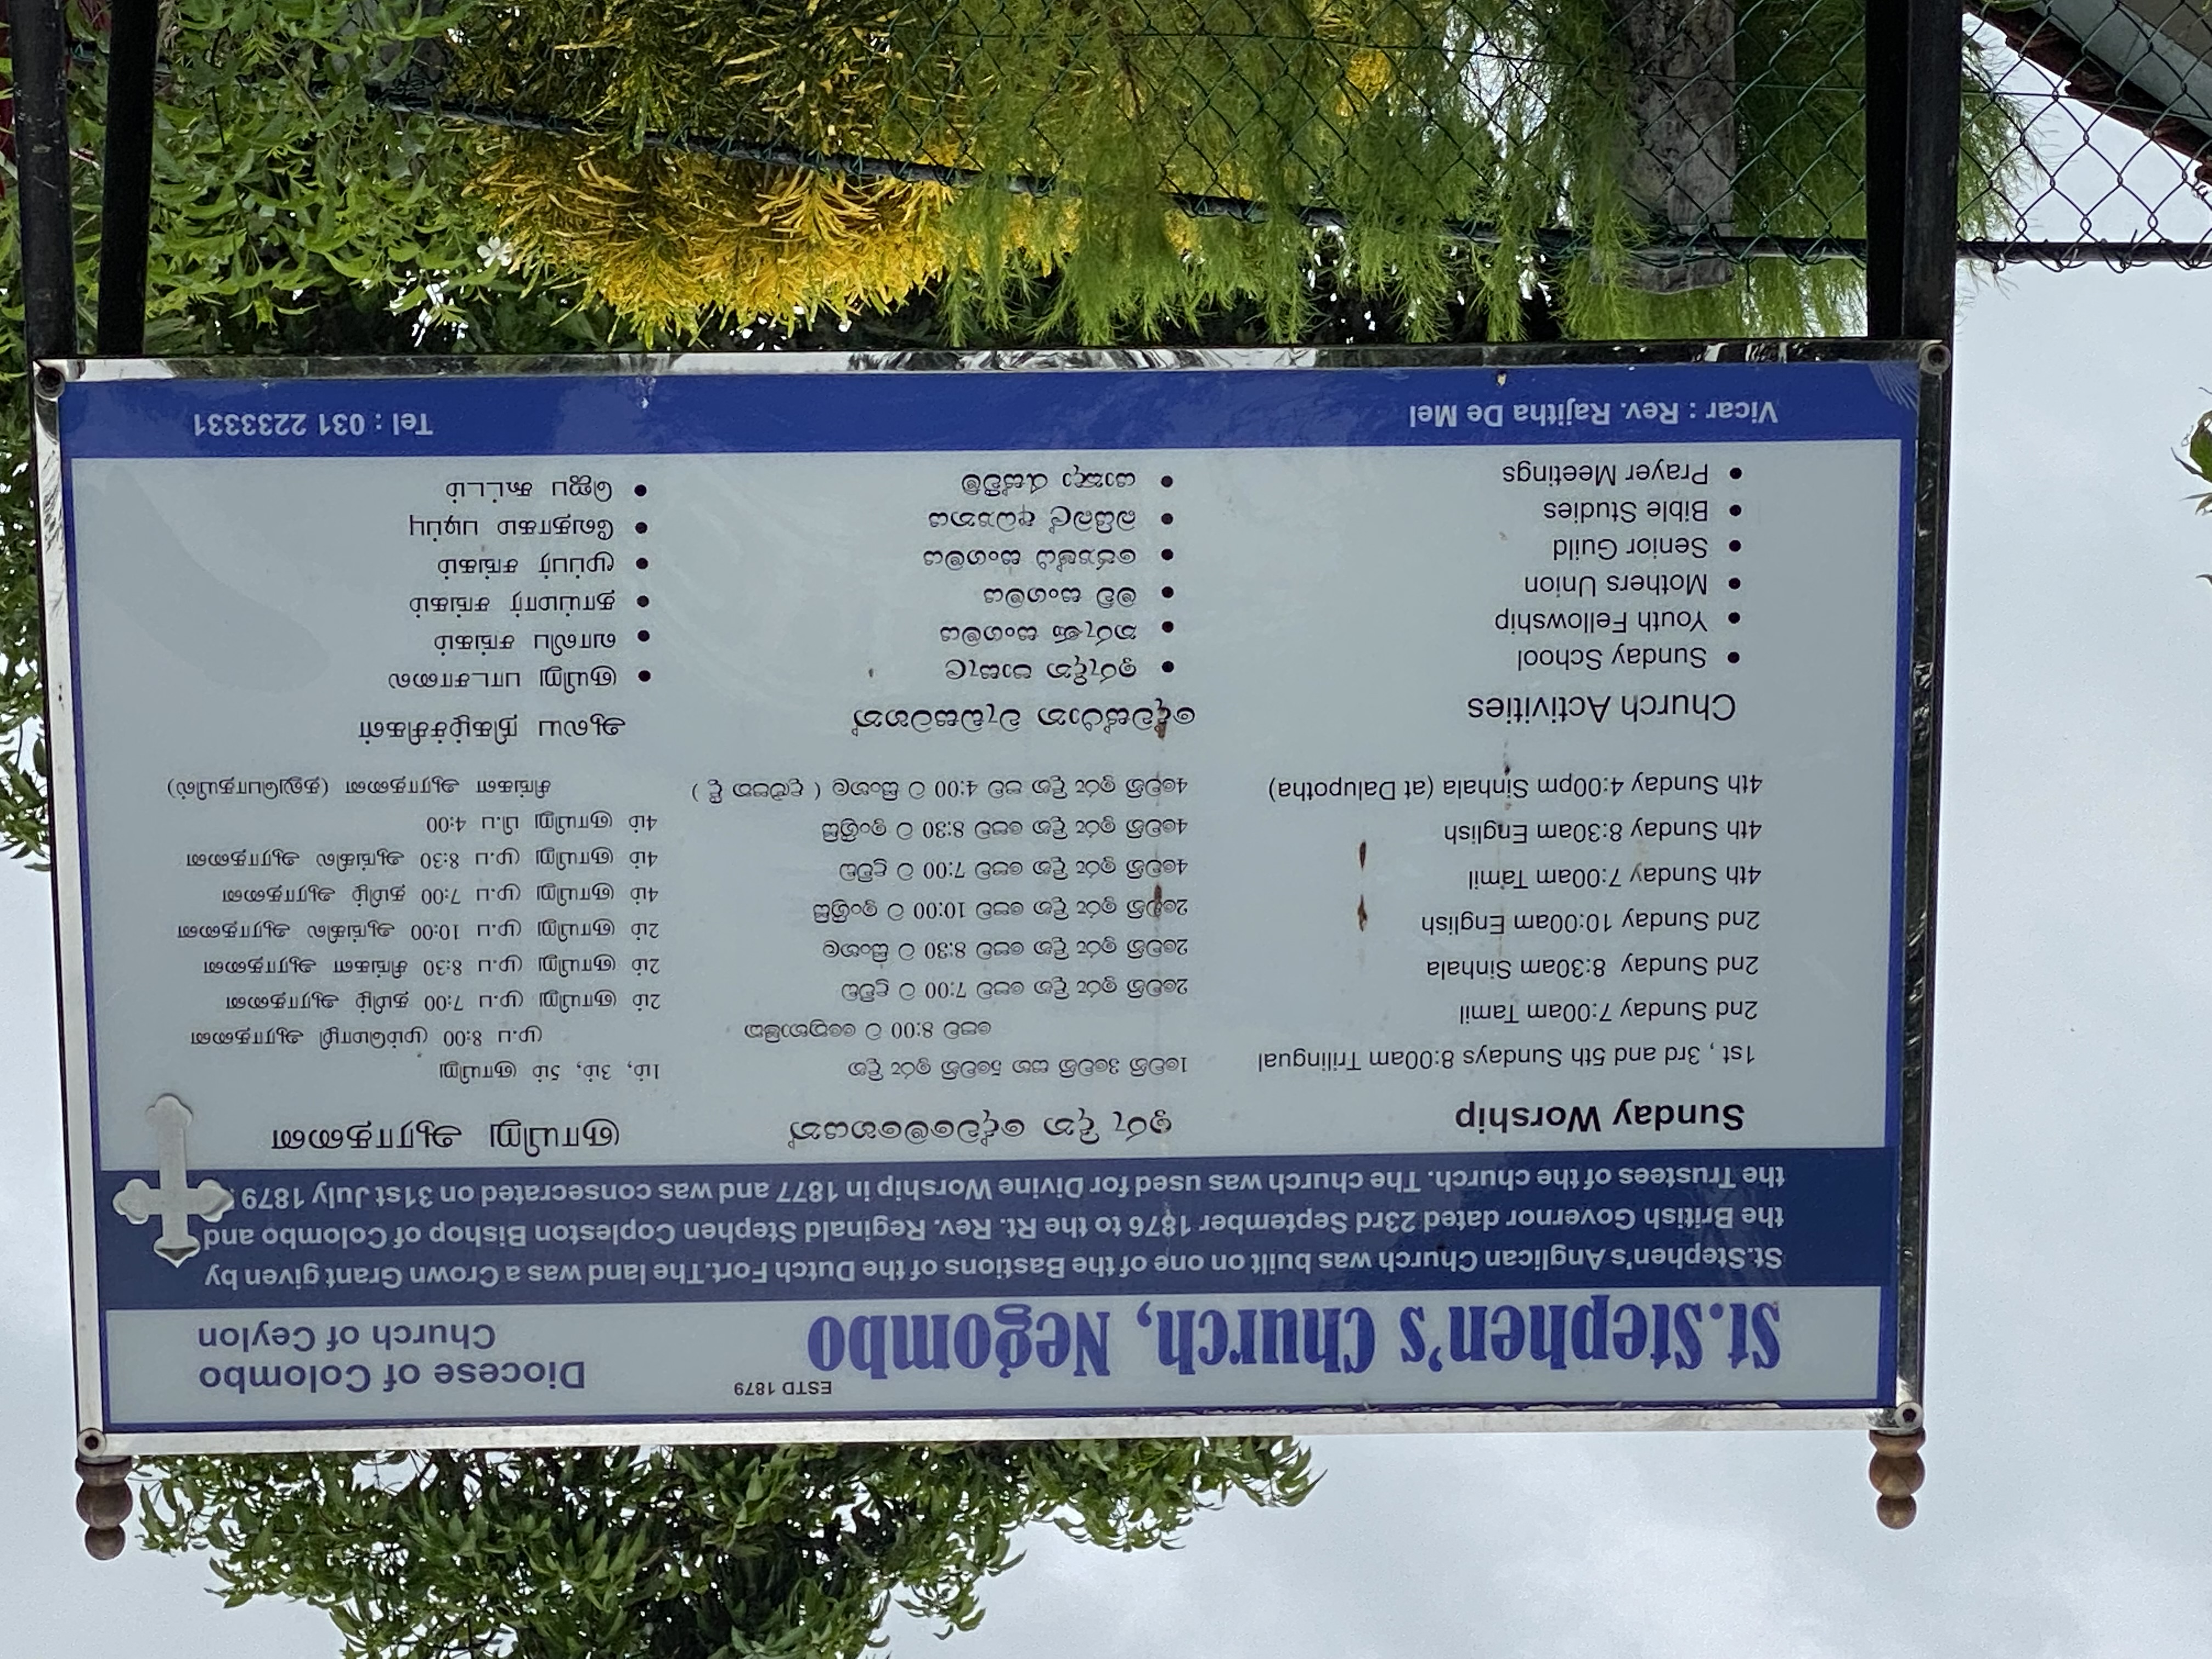 ESTD 1879
St.Stephen's Church, Negombo
Diocese of Colombo
Church of Ceylon
St.Stephen's Anglican Church was built on one of the Bastions of the Dutch Fort.The land was a Crown Grant given by
the British Governor dated 23rd September 1876 to the Rt. Rev. Reginald Stephen Copleston Bishop of Colombo and
the Trustees of the church. The church was used for Divine Worship in 1877 and was consecrated on 31st July 1879
Sunday Worship
1st , 3rd and 5th Sundays 8:00am Trilingual
2nd Sunday 7:00am Tamil
2nd Sunday 8:30am Sinhala
2nd Sunday 10:00am English
4th Sunday 7:00am Tamil
4th Sunday 8:30am English
4th Sunday 4:00pm Sinhala (at Dalupotha)
Church Activities
• Sunday School
• Youth Fellowship
• Mothers Union
• Senior Guild
• Bible Studies
• Prayer Meetings
ඉරු දින දේවමෙහෙයන්
1වෙනි 3වෙනි සහ 5වෙනි ඉරු දින
පෙව 8:00 ට ත්‍රෛභාෂික
2වෙනි ඉරු දින පෙව 7:00 ට ද්‍රවිඩ
2වෙනි ඉරු දින පෙව 8:30 ට සිංහල
2වෙනි ඉරු දින පෙව 10:00 ට ඉංග්‍රීසි
4වෙනි ඉරු දින පෙව 7:00 ට ද්‍රවිඩ
4වෙනි ඉරු දින පෙව 8:30 ට ඉංග්‍රීසි
4වෙනි ඉරු දින පව 4:00 ට සිංහල ( දළුපත දී )
දේවස්ථාන වැඩසටහන්
• ඉරුදින පාසැල
• තරුණ සංගමය
• මව් සංගමය
• ජ්‍යෙෂ්ඨ සංගමය
• බයිබල් අධ්‍යනය
• යාඤා රැස්වීම්
ஞாயிறு ஆராதனை
1ம், 3ம், 5ம் ஞாயிறு
மு.ப 8:00 மும்மொழி ஆராதனை
2ம் ஞாயிறு மு.ப 7:00 தமிழ் ஆராதனை
2ம் ஞாயிறு மு.ப 8:30 சிங்கள ஆராதனை
2ம் ஞாயிறு மு.ப 10:00 ஆங்கில ஆராதனை
4ம் ஞாயிறு மு.ப 7:00 தமிழ் ஆராதனை
4ம் ஞாயிறு மு.ப 8:30 ஆங்கில ஆராதனை
4ம் ஞாயிறு பி.ப 4:00
சிங்கள ஆராதனை (தலுபொதயில்)
ஆலய நிகழ்ச்சிகள்
• ஞயிறு பாடசாலை
• வாலிப சங்கம்
• தாய்மார் சங்கம்
• மூப்பர் சங்கம்
• வேதாகம படிப்பு
• ஜெப கூட்டம்
Vicar : Rev. Rajitha De Mel
Tel : 031 2233331